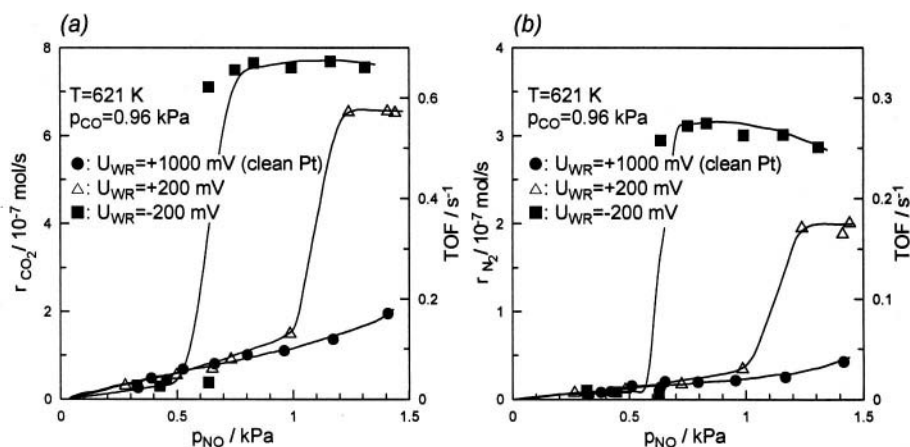 (a)
8
6
4
2
0
r CO2 / 10⁻⁷ mol/s
T=621 K
pCO=0.96 kPa
●: UWR=+1000 mV (clean Pt)
△: UWR=+200 mV
■: UWR=-200 mV
0.6
0.4
0.2
0.0
TOF / s⁻¹
0.0 0.5 1 1.5
pNO / kPa
(b)
4
3
2
1
0
r N2 / 10⁻⁷ mol/s
T=621 K
pCO=0.96 kPa
●: UWR=+1000 mV (clean Pt)
△: UWR=+200 mV
■: UWR=-200 mV
0.3
0.2
0.1
0
TOF / s⁻¹
0.0 0.5 1 1.5
pNO / kPa